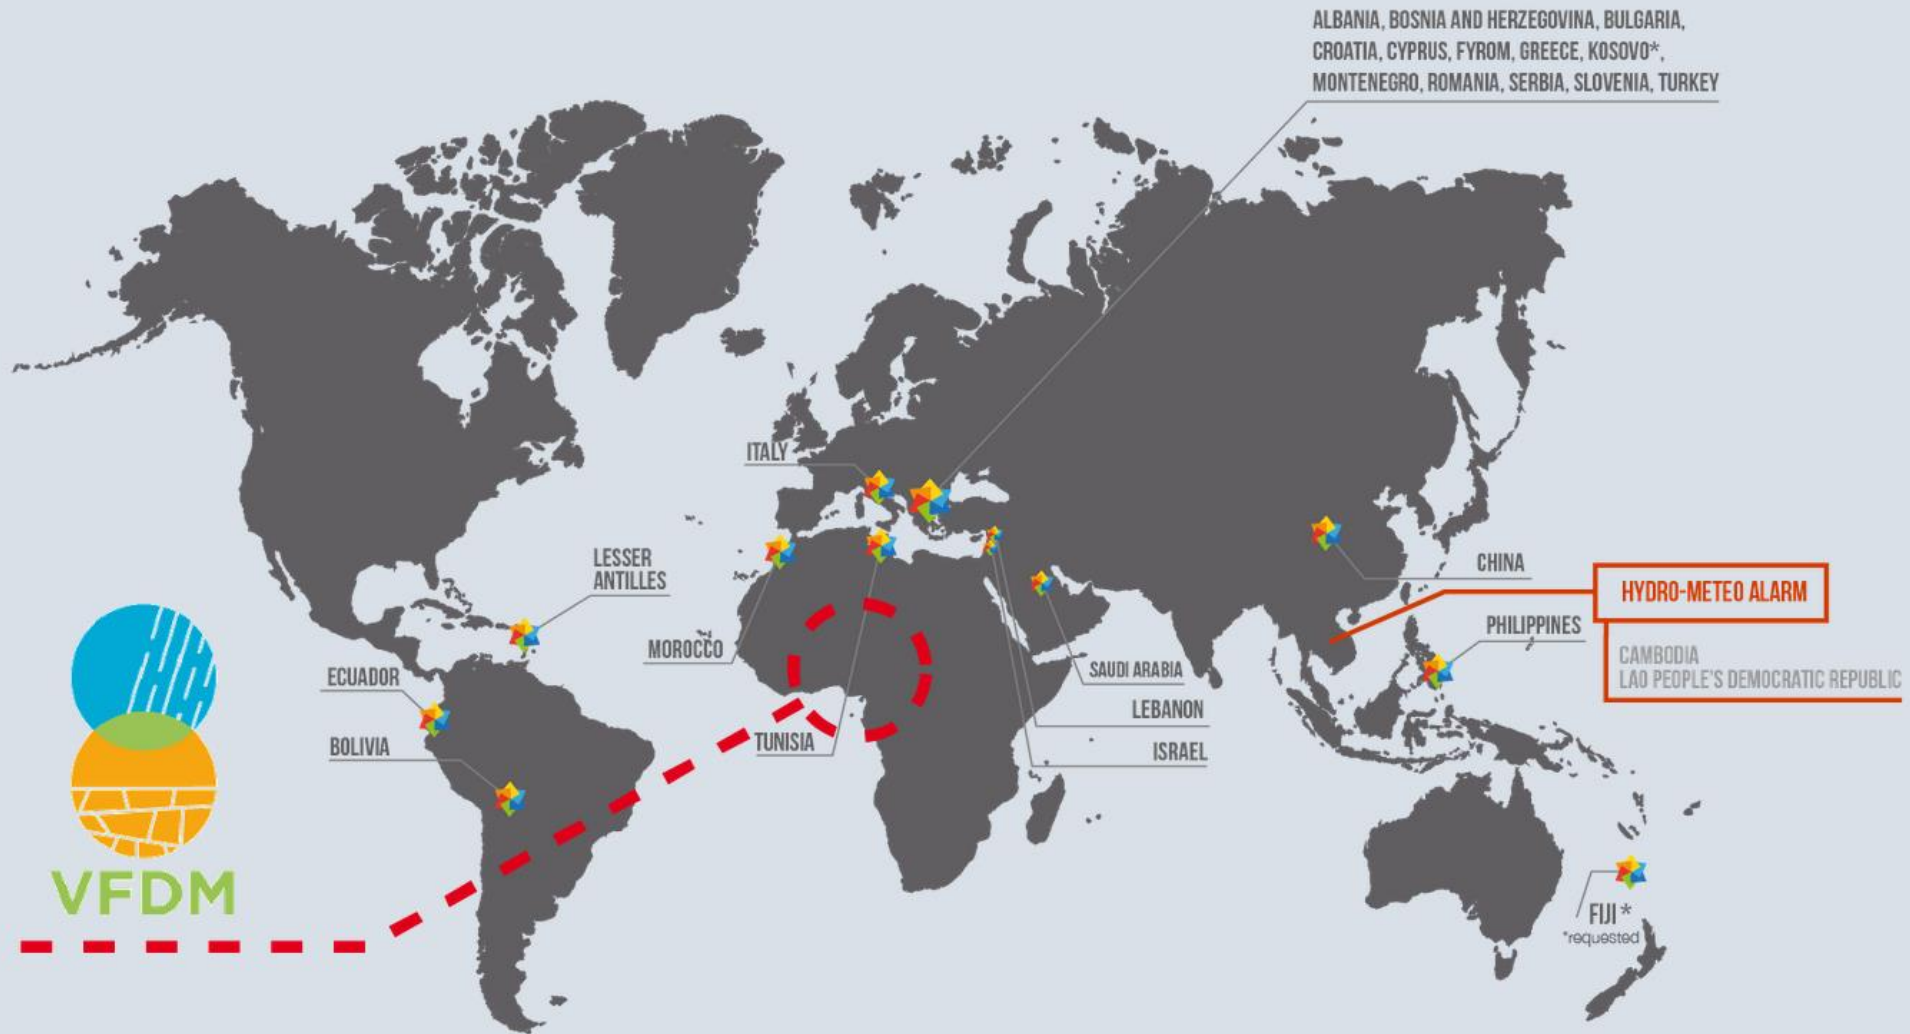 ALBANIA, BOSNIA AND HERZEGOVINA, BULGARIA,
CROATIA, CYPRUS, FYROM, GREECE, KOSOVO*,
MONTENEGRO, ROMANIA, SERBIA, SLOVENIA, TURKEY
ITALY
LESSER
ANTILLES
CHINA
HYDRO-METEO ALARM
PHILIPPINES
MOROCCO
CAMBODIA
LAO PEOPLE'S DEMOCRATIC REPUBLIC
SAUDI ARABIA
ECUADOR
LEBANON
BOLIVIA
TUNISIA
ISRAEL
VFDM
FIJI *
*requested